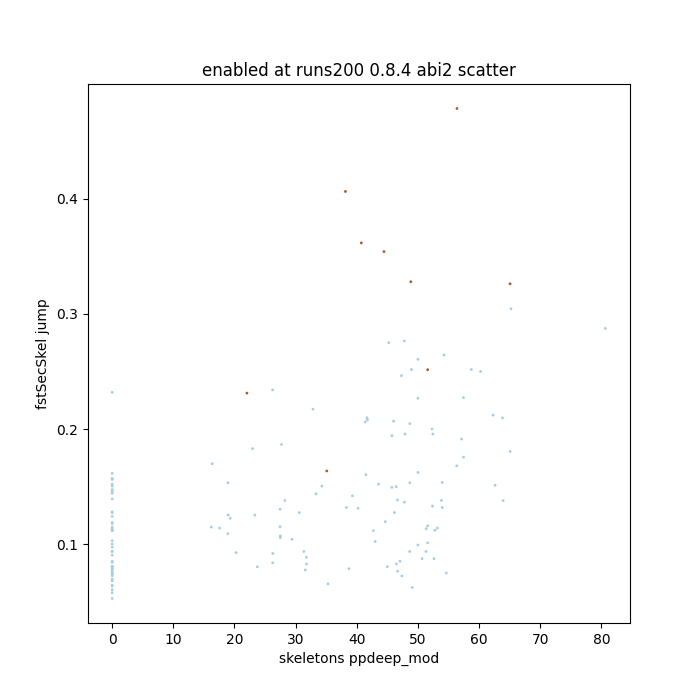 enabled at runs200 0.8.4 abi2 scatter
0.4
0.3
0.2
0.1
fstSecSkel jump
0 10 20 30 40 50 60 70 80
skeletons ppdeep_mod